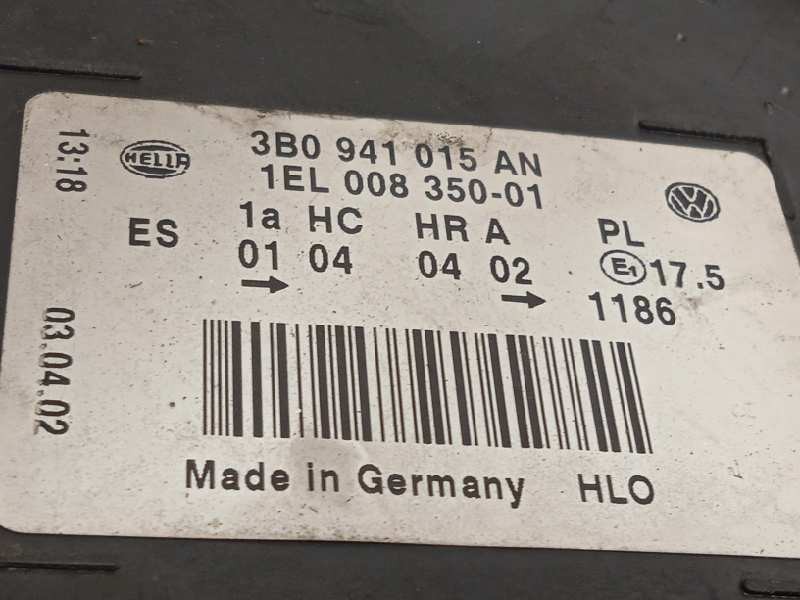 13:18
HELLA
3B0 941 015 AN
1EL 008 350-01
VW
ES 1a HC HR A PL
01 04 04 02 E1 17.5
→ → 1186
03.04.02
Made in Germany HLO